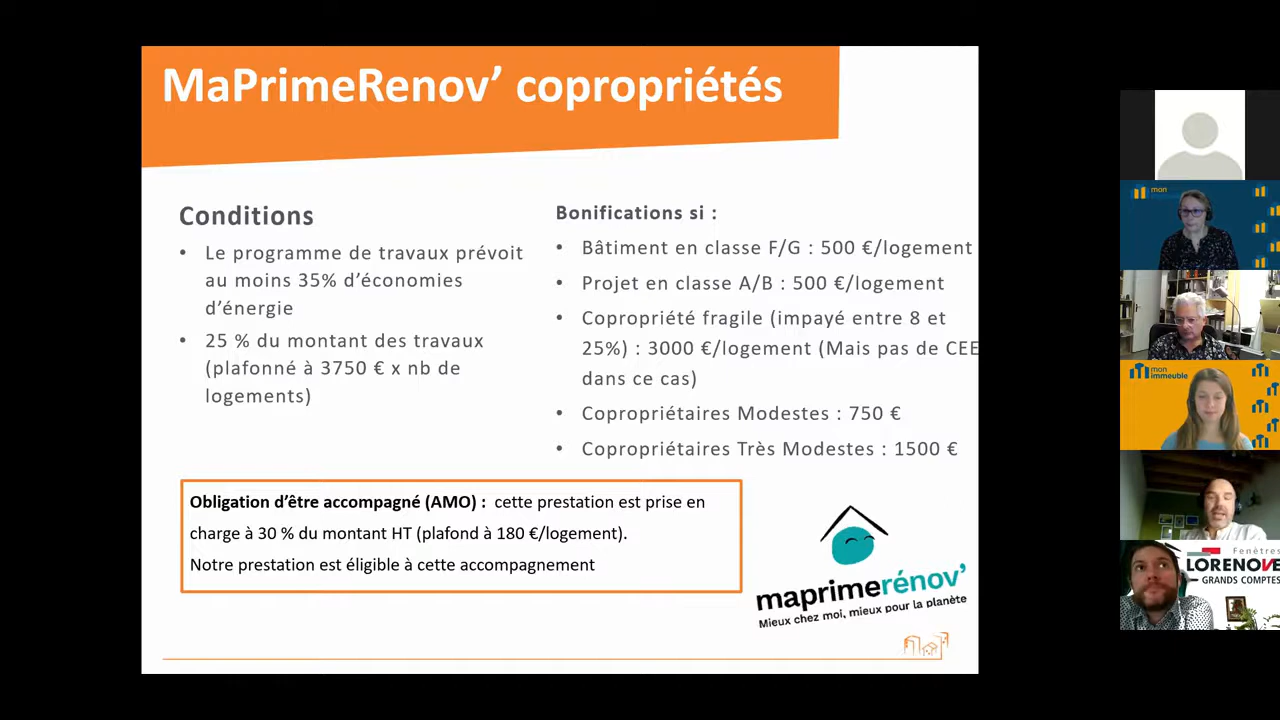 MaPrimeRenov’ copropriétés
Conditions
• Le programme de travaux prévoit
au moins 35% d’économies
d’énergie
• 25 % du montant des travaux
(plafonné à 3750 € x nb de
logements)
Bonifications si :
• Bâtiment en classe F/G : 500 €/logement
• Projet en classe A/B : 500 €/logement
• Copropriété fragile (impayé entre 8 et
25%) : 3000 €/logement (Mais pas de CEE
dans ce cas)
• Copropriétaires Modestes : 750 €
• Copropriétaires Très Modestes : 1500 €
Obligation d’être accompagné (AMO) : cette prestation est prise en
charge à 30 % du montant HT (plafond à 180 €/logement).
Notre prestation est éligible à cette accompagnement
maprimerénov’
Mieux chez moi, mieux pour la planète
mon
immeuble
mon
immeuble
Fenêtres
LORENOVE
GRANDS COMPTES